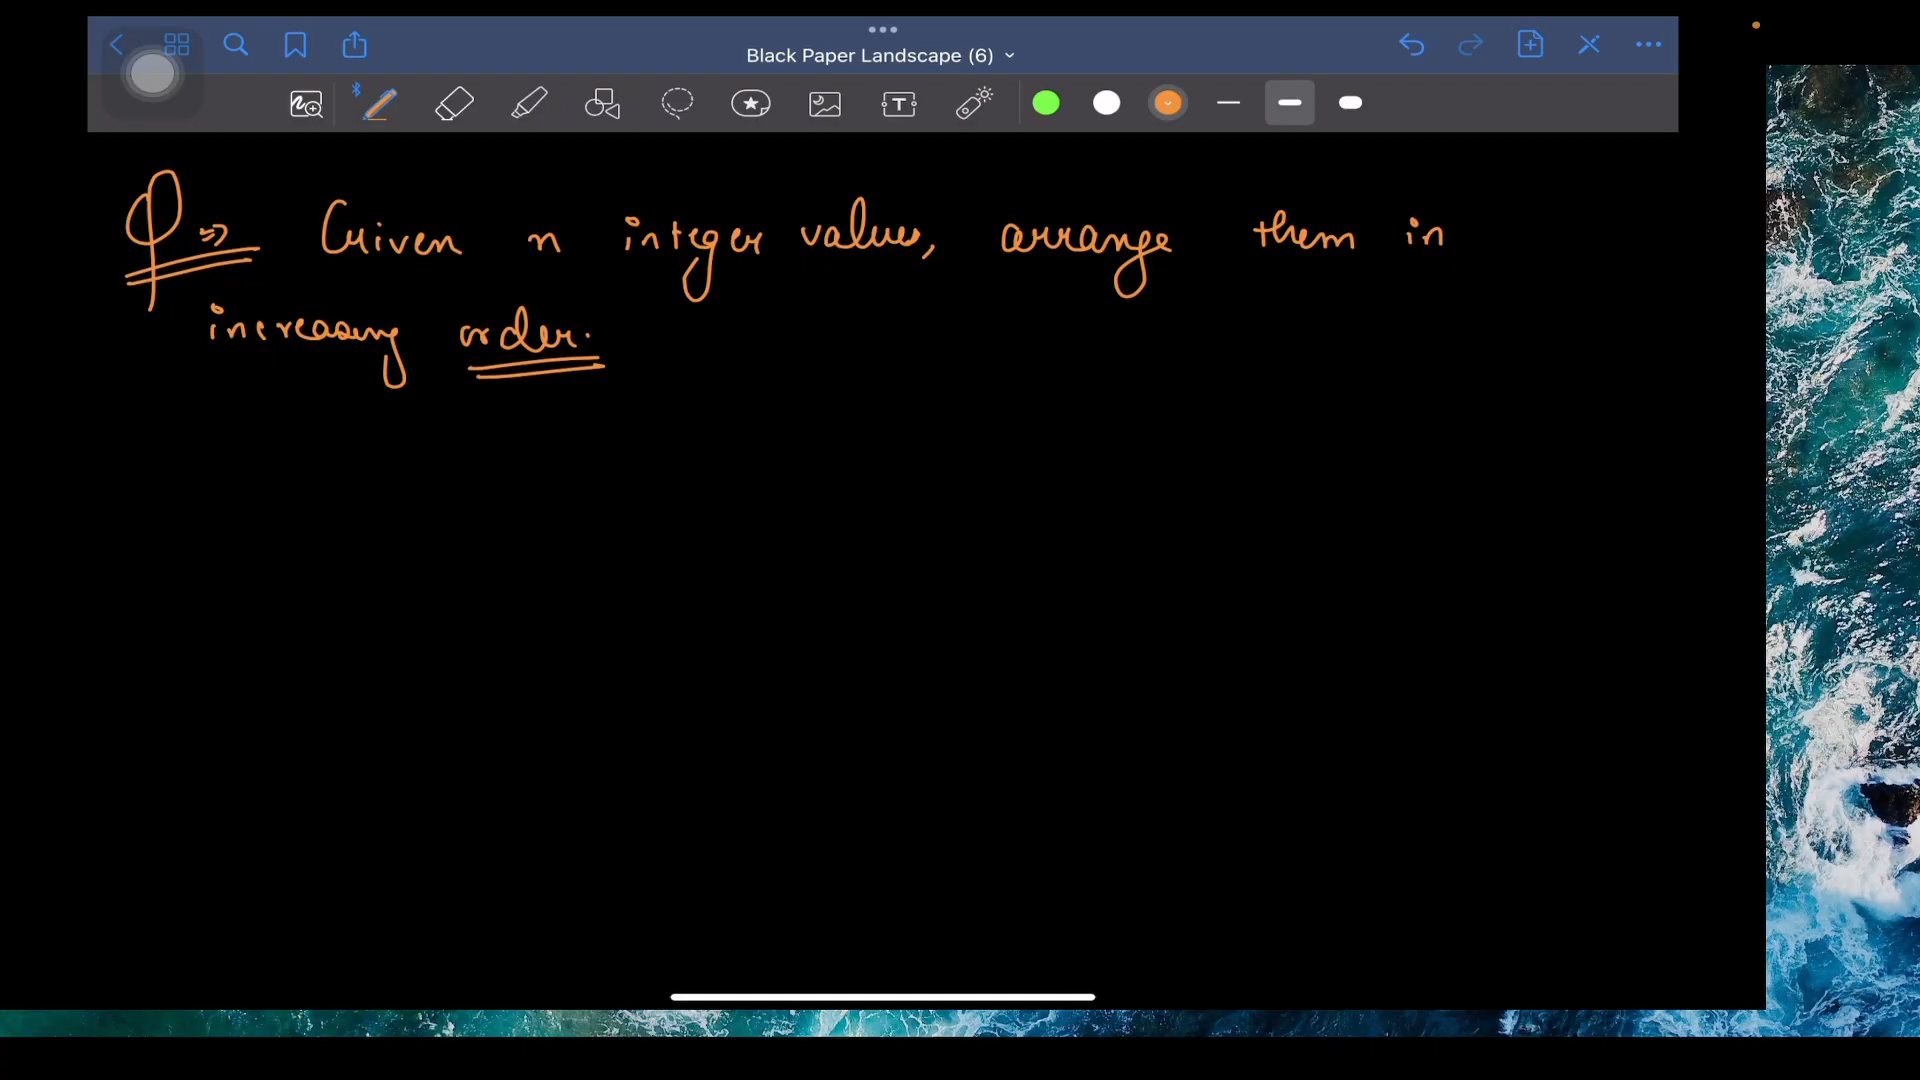 Black Paper Landscape (6)
Q ⇒ Given n integer values, arrange them in
increasing order.